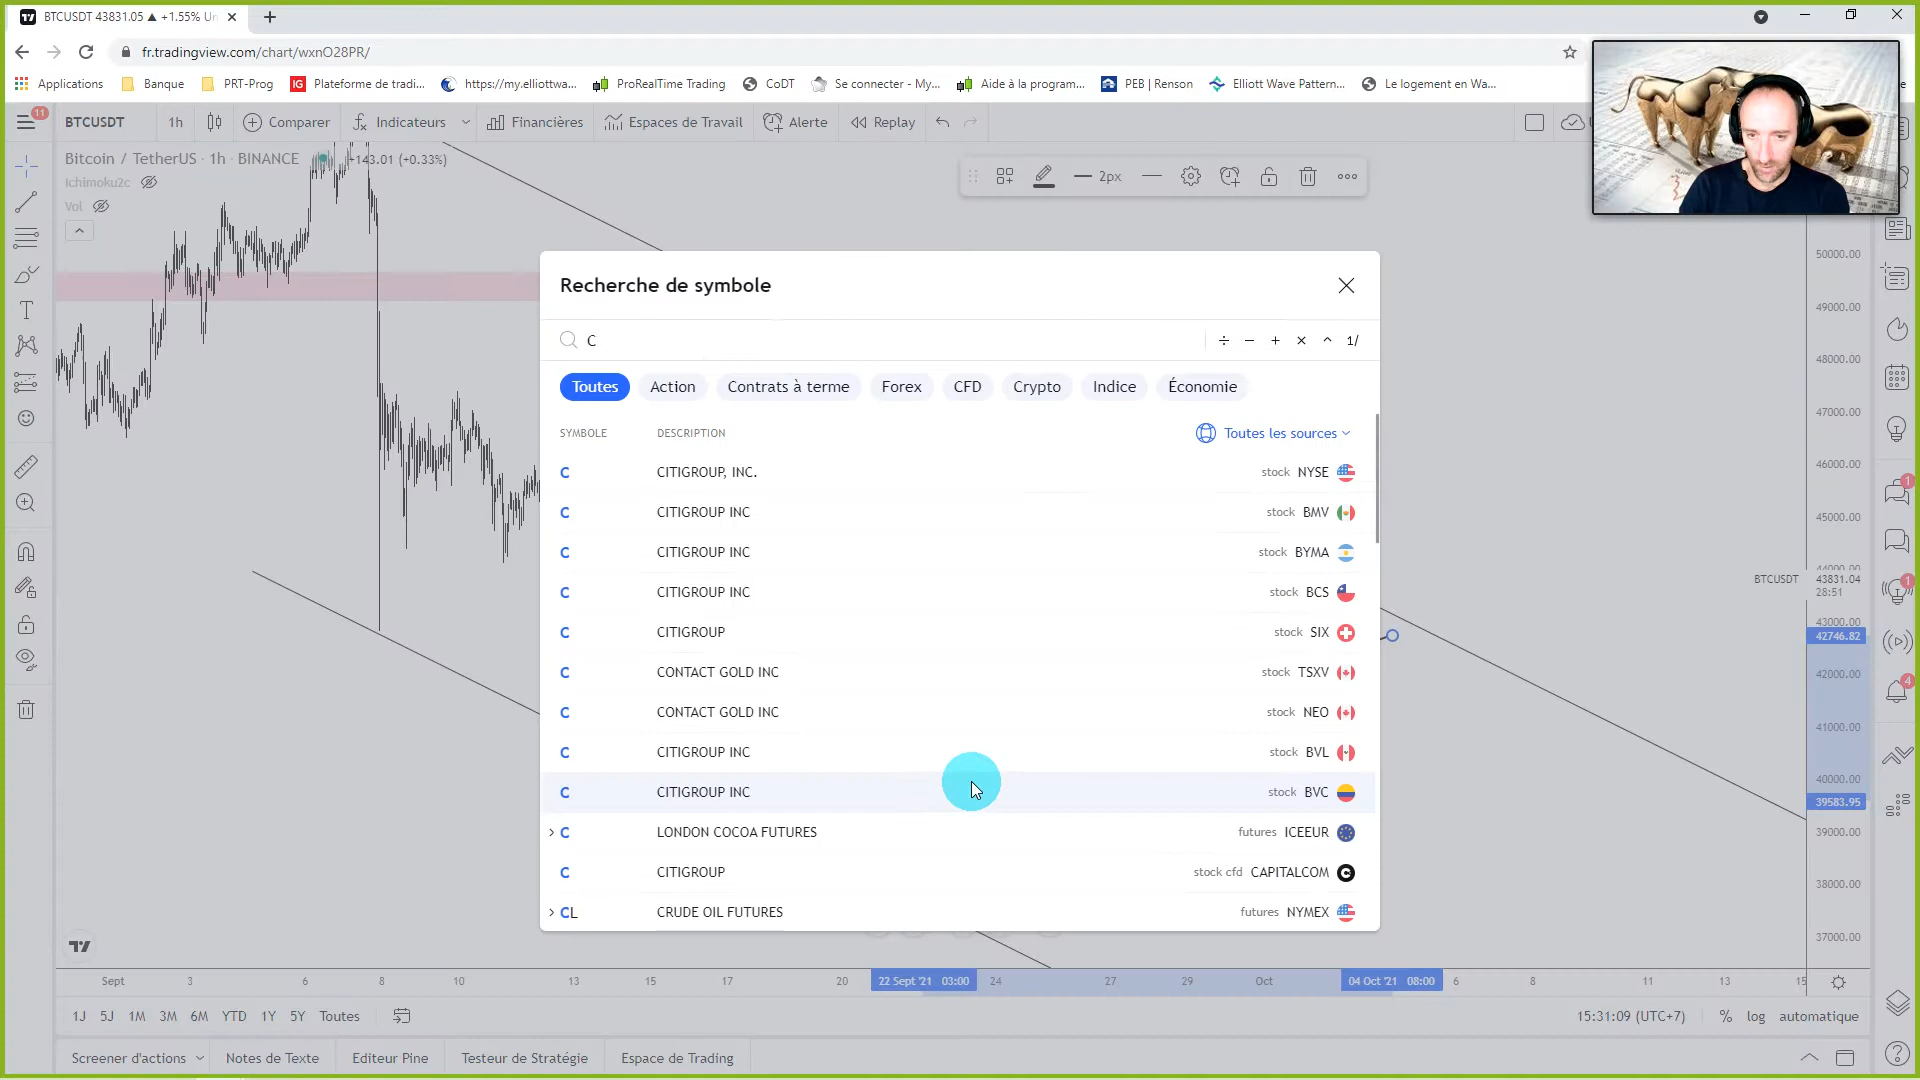 BTCUSDT 43831.05 ▲ +1.55% Un
fr.tradingview.com/chart/wxnO28PR/
Applications
Banque
PRT-Prog
IG
Plateforme de tradi...
https://my.elliottwa...
ProRealTime Trading
CoDT
Se connecter - My...
Aide à la program...
PEB | Renson
Elliott Wave Pattern...
Le logement en Wa...
11
BTCUSDT
1h
Comparer
Indicateurs
Financières
Espaces de Travail
Alerte
Replay
Bitcoin / TetherUS · 1h · BINANCE
+143.01 (+0.33%)
Ichimoku2c
Vol
2px
Recherche de symbole
C
÷ − + × ^ 1/
Toutes
Action
Contrats à terme
Forex
CFD
Crypto
Indice
Économie
SYMBOLE
DESCRIPTION
Toutes les sources
C CITIGROUP, INC. stock NYSE
C CITIGROUP INC stock BMV
C CITIGROUP INC stock BYMA
C CITIGROUP INC stock BCS
C CITIGROUP stock SIX
C CONTACT GOLD INC stock TSXV
C CONTACT GOLD INC stock NEO
C CITIGROUP INC stock BVL
C CITIGROUP INC stock BVC
C LONDON COCOA FUTURES futures ICEEUR
C CITIGROUP stock cfd CAPITALCOM
CL CRUDE OIL FUTURES futures NYMEX
50000.00
49000.00
48000.00
47000.00
46000.00
45000.00
44000.00
BTCUSDT 43831.04
28:51
43000.00
42746.82
42000.00
41000.00
40000.00
39583.95
39000.00
38000.00
37000.00
1
1
4
Sept 3 6 8 10 13 15 17 20 22 Sept '21 03:00 24 27 29 Oct 04 Oct '21 08:00 6 8 11 13 15
1J 5J 1M 3M 6M YTD 1Y 5Y Toutes
15:31:09 (UTC+7)
% log automatique
Screener d'actions
Notes de Texte
Editeur Pine
Testeur de Stratégie
Espace de Trading